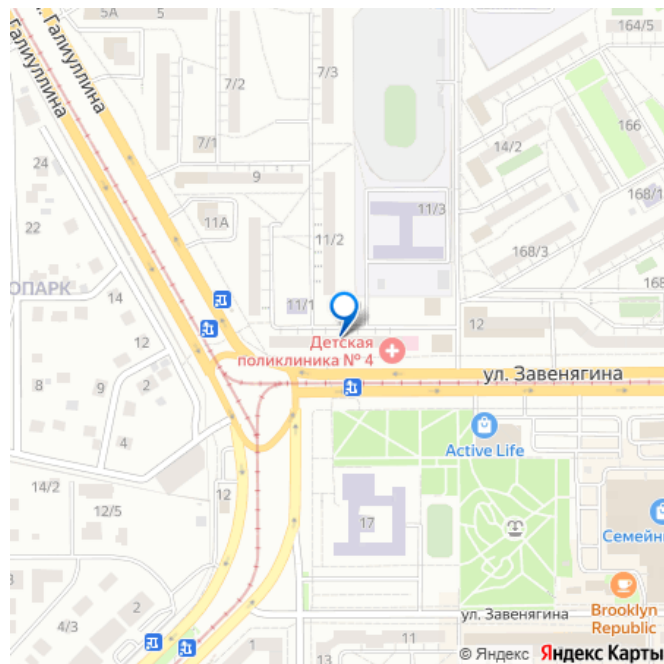 5А
5
164/5
Галиуллина
. Галиуллина
7/2
7/3
166
7/1
14/2
24
9
168/1
11А
11/3
22
11/2
168/3
ОПАРК
14
11/1
12
12
Детская
поликлиника № 4
ул. Завенягина
8
9
2
Active Life
4
14/2
12
12/5
17
Семейн
Brooklyn
Republic
2
4/3
ул. Завенягина
1
11
2
© Яндекс Яндекс Карты